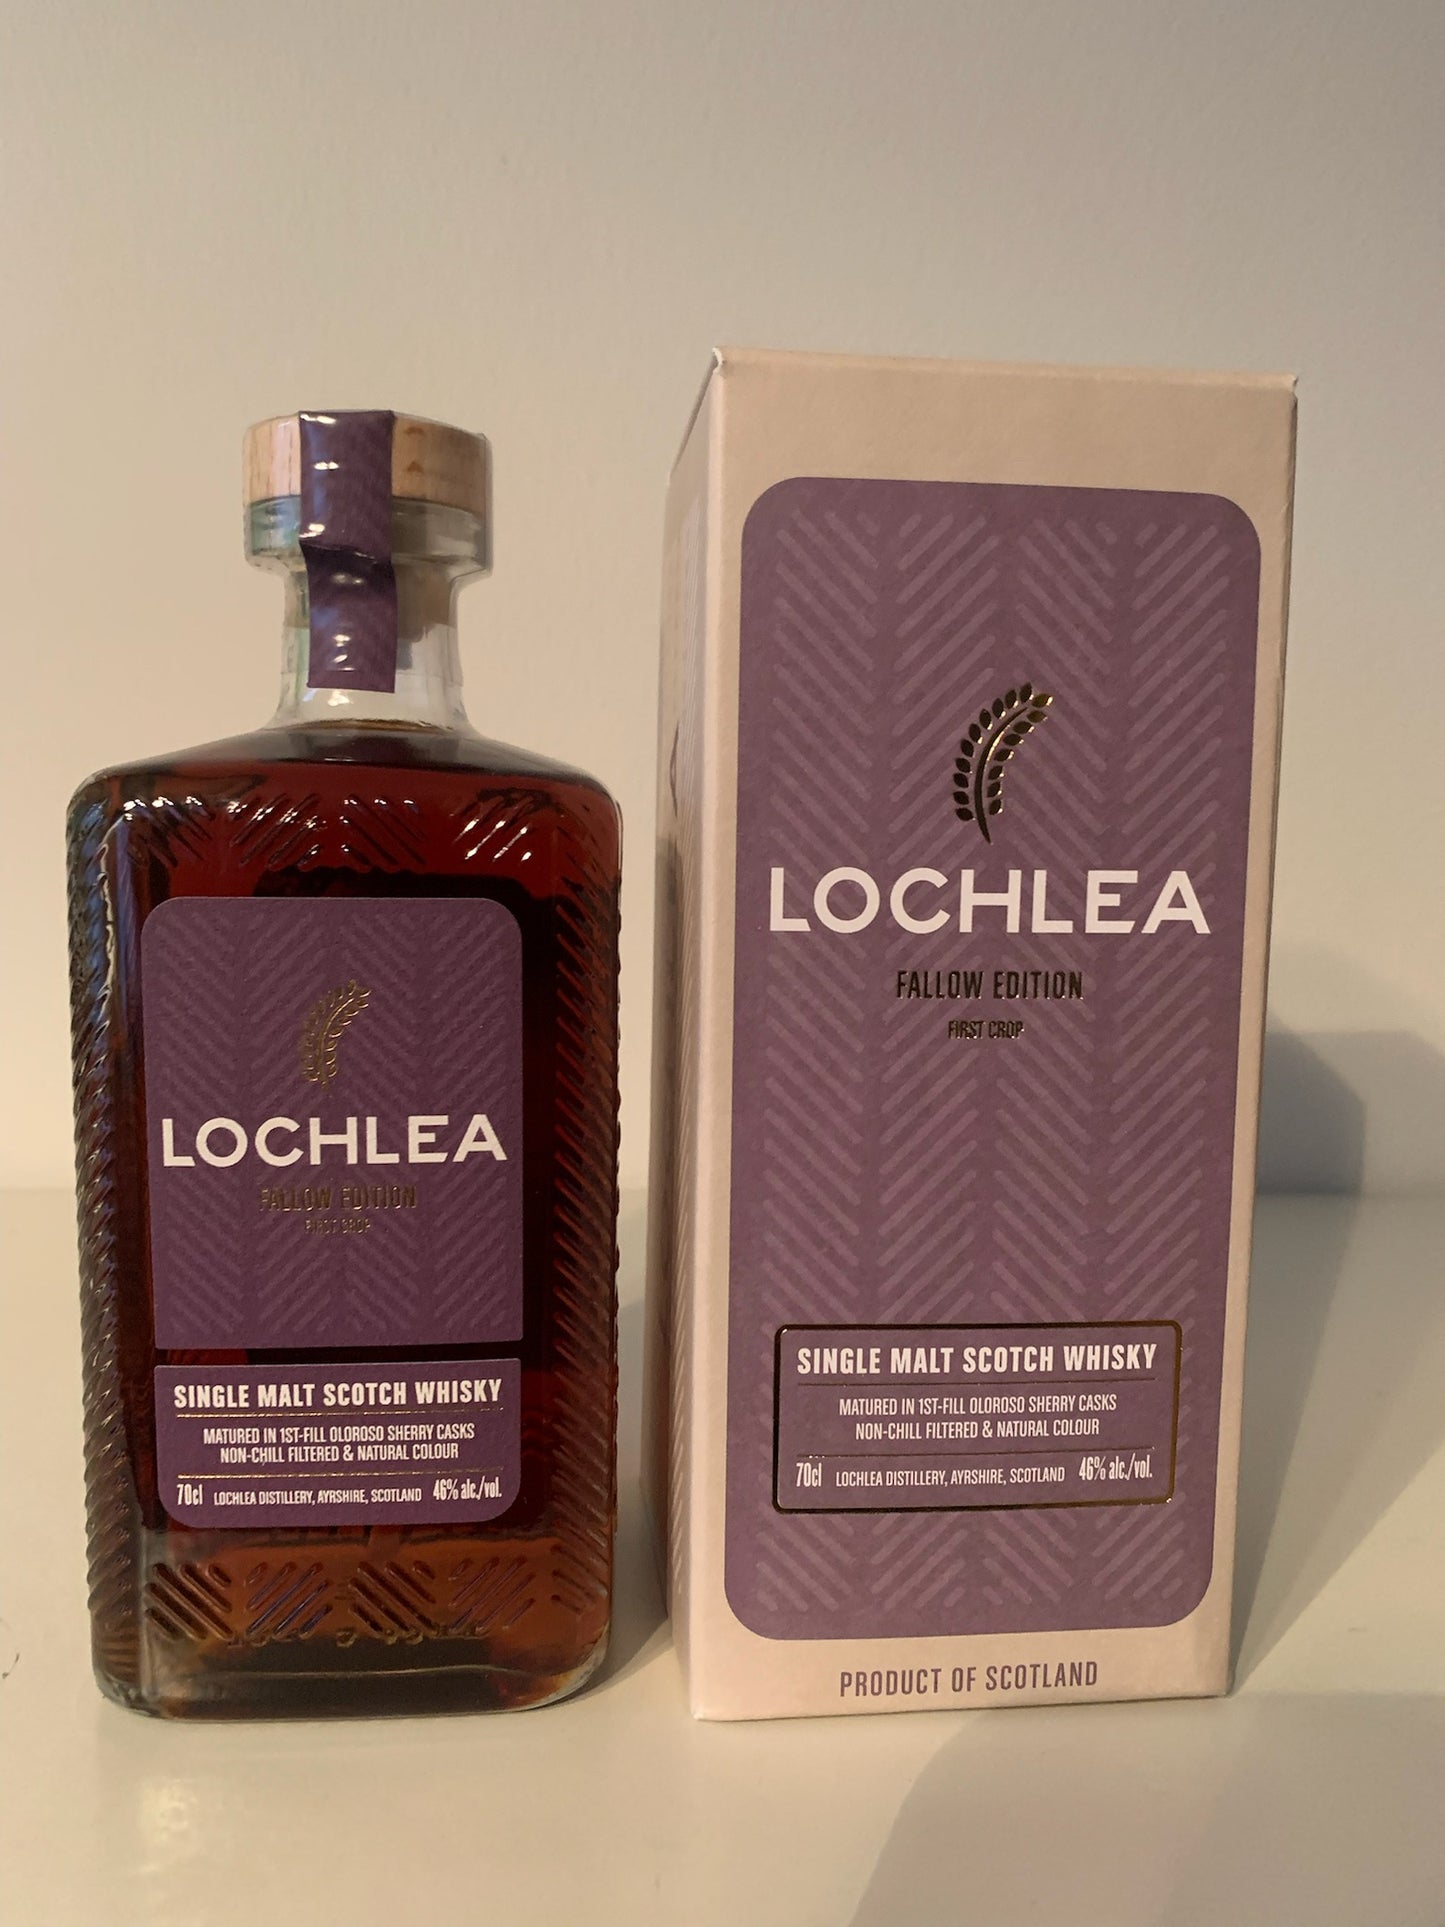 LOCHLEA
FALLOW EDITION
FIRST CROP
SINGLE MALT SCOTCH WHISKY
MATURED IN 1ST-FILL OLOROSO SHERRY CASKS
NON-CHILL FILTERED & NATURAL COLOUR
70cl LOCHLEA DISTILLERY, AYRSHIRE, SCOTLAND 46% alc./vol.
LOCHLEA
FALLOW EDITION
FIRST CROP
SINGLE MALT SCOTCH WHISKY
MATURED IN 1ST-FILL OLOROSO SHERRY CASKS
NON-CHILL FILTERED & NATURAL COLOUR
70cl LOCHLEA DISTILLERY, AYRSHIRE, SCOTLAND 46% alc./vol.
PRODUCT OF SCOTLAND